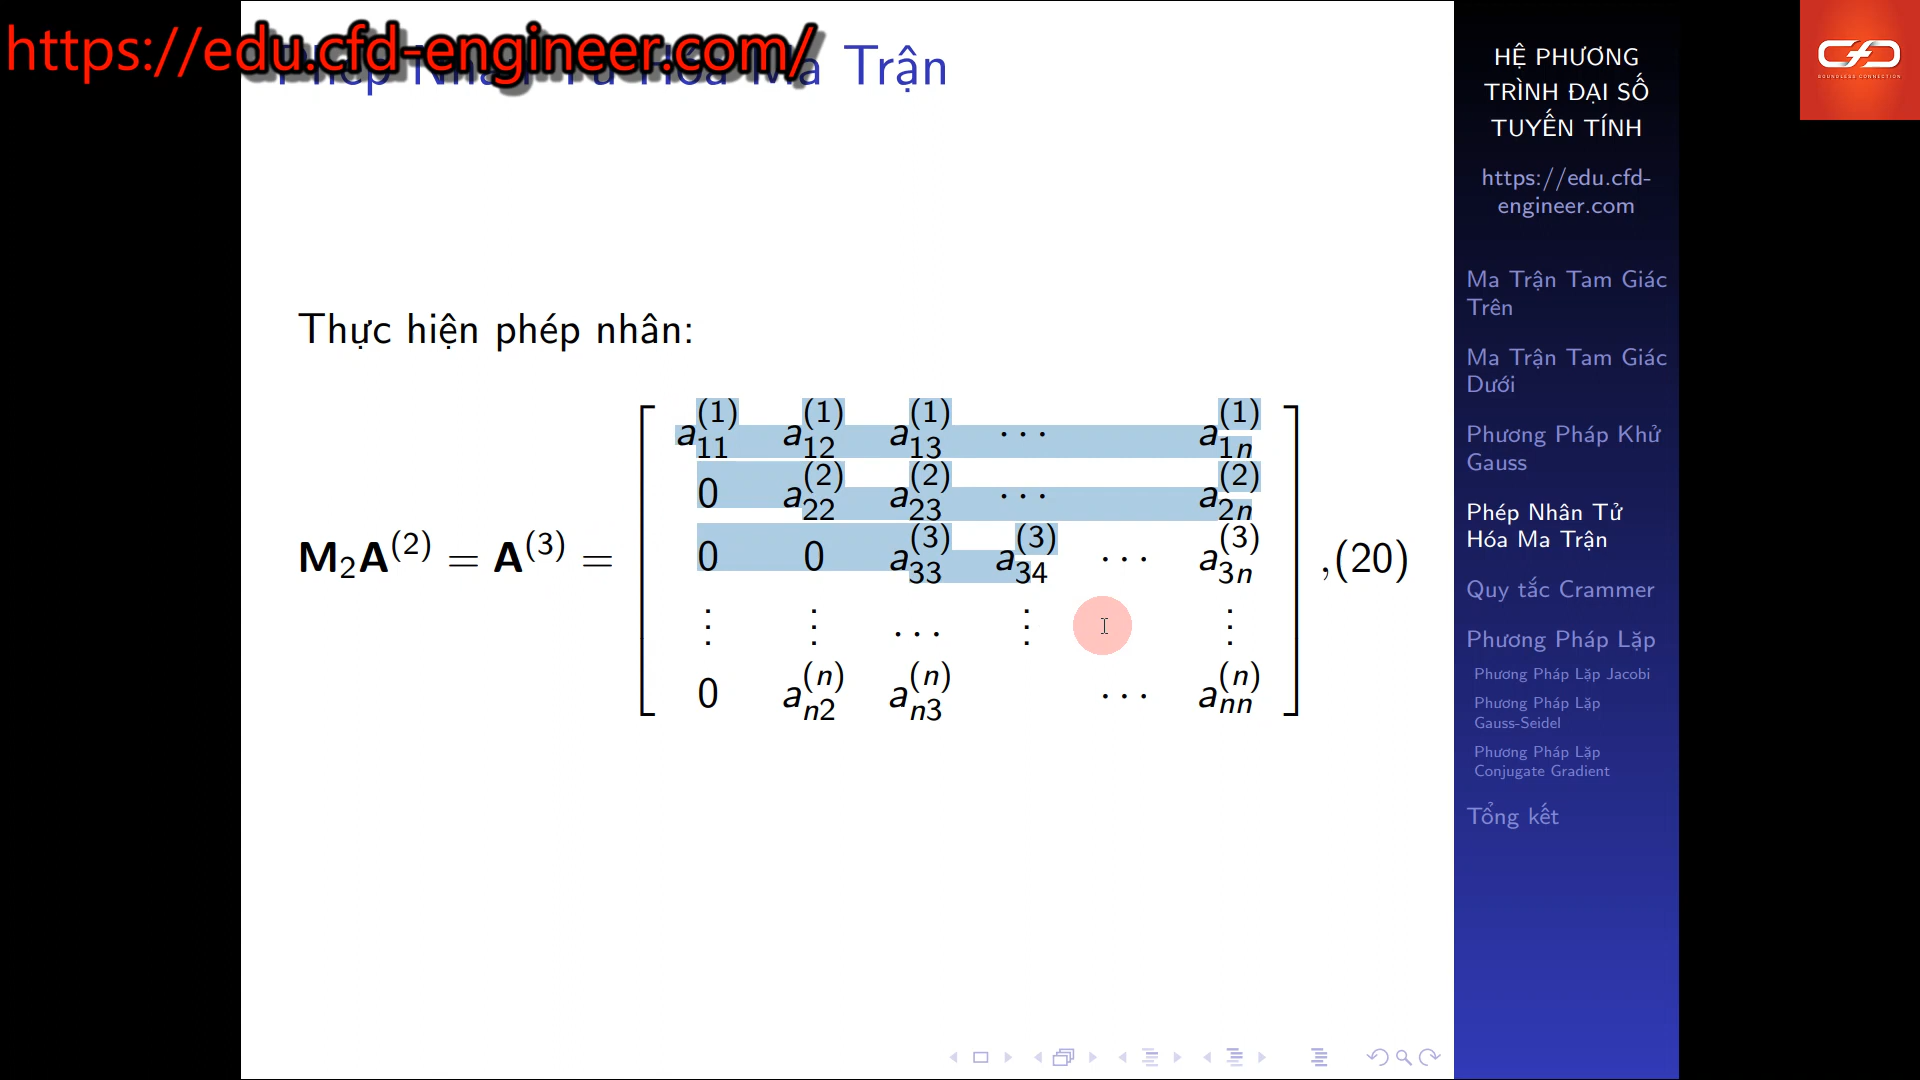 https://edu.cfd-engineer.com/
Phép Nhân Tử Hóa Ma Trận
Thực hiện phép nhân:
M₂A⁽²⁾ = A⁽³⁾ =
a₁₁⁽¹⁾ a₁₂⁽¹⁾ a₁₃⁽¹⁾ ⋯ a₁ₙ⁽¹⁾
0 a₂₂⁽²⁾ a₂₃⁽²⁾ ⋯ a₂ₙ⁽²⁾
0 0 a₃₃⁽³⁾ a₃₄⁽³⁾ ⋯ a₃ₙ⁽³⁾
⋮ ⋮ ⋯ ⋮ ⋮
0 aₙ₂⁽ⁿ⁾ aₙ₃⁽ⁿ⁾ ⋯ aₙₙ⁽ⁿ⁾
,(20)
HỆ PHƯƠNG
TRÌNH ĐẠI SỐ
TUYẾN TÍNH
https://edu.cfd-
engineer.com
Ma Trận Tam Giác
Trên
Ma Trận Tam Giác
Dưới
Phương Pháp Khử
Gauss
Phép Nhân Tử
Hóa Ma Trận
Quy tắc Crammer
Phương Pháp Lặp
Phương Pháp Lặp Jacobi
Phương Pháp Lặp
Gauss-Seidel
Phương Pháp Lặp
Conjugate Gradient
Tổng kết
BOUNDLESS CONNECTION